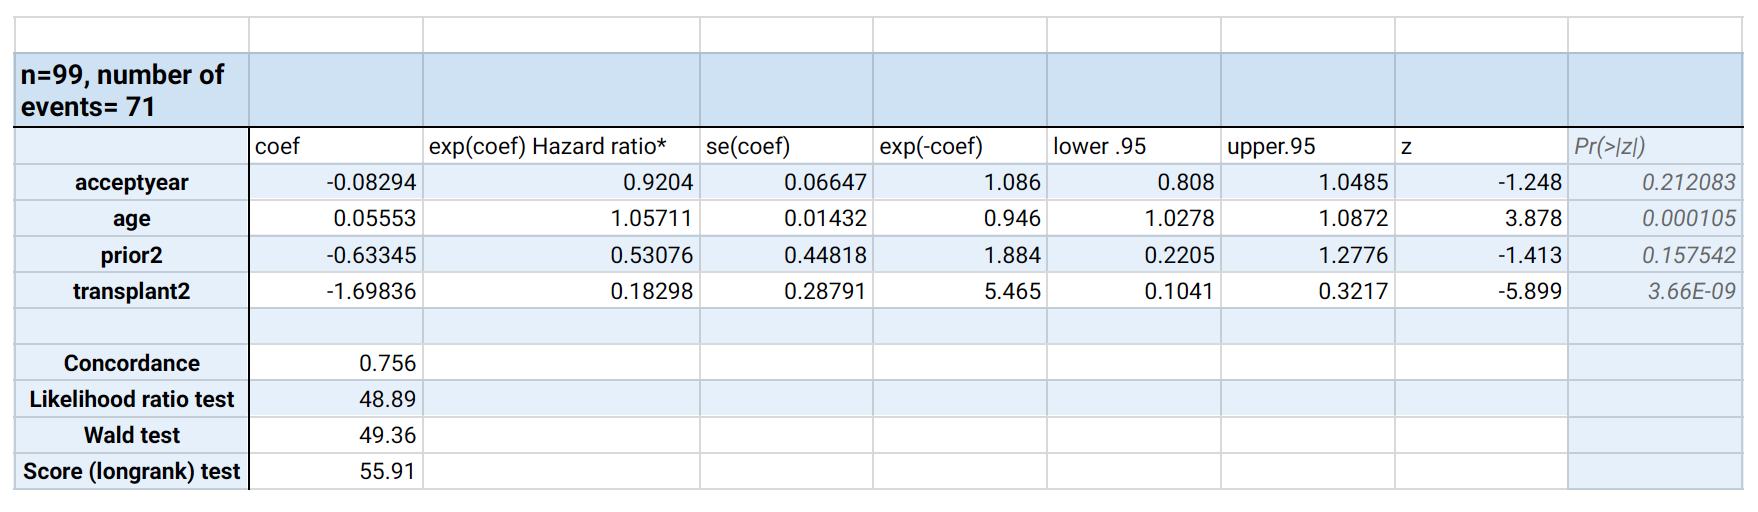 n=99, number of
events= 71
coef exp(coef) Hazard ratio* se(coef) exp(-coef) lower .95 upper.95 z Pr(>|z|)
acceptyear -0.08294 0.9204 0.06647 1.086 0.808 1.0485 -1.248 0.212083
age 0.05553 1.05711 0.01432 0.946 1.0278 1.0872 3.878 0.000105
prior2 -0.63345 0.53076 0.44818 1.884 0.2205 1.2776 -1.413 0.157542
transplant2 -1.69836 0.18298 0.28791 5.465 0.1041 0.3217 -5.899 3.66E-09
Concordance 0.756
Likelihood ratio test 48.89
Wald test 49.36
Score (longrank) test 55.91